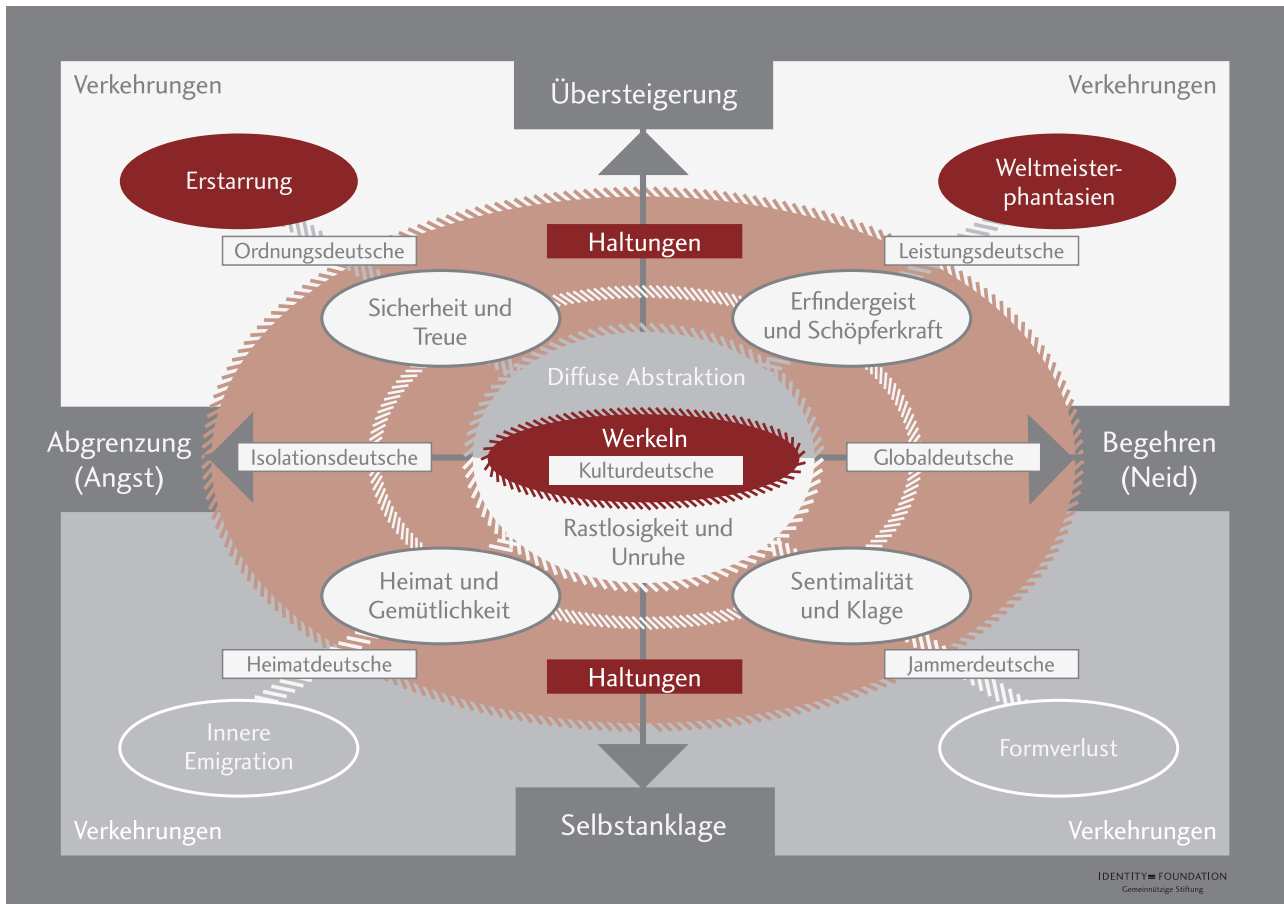 Verkehrungen
Übersteigerung
Verkehrungen
Erstarrung
Weltmeister-
phantasien
Ordnungsdeutsche
Haltungen
Leistungsdeutsche
Sicherheit und
Treue
Erfindergeist
und Schöpferkraft
Diffuse Abstraktion
Abgrenzung
(Angst)
Isolationsdeutsche
Werkeln
Kulturdeutsche
Globaldeutsche
Begehren
(Neid)
Rastlosigkeit und
Unruhe
Heimat und
Gemütlichkeit
Sentimalität
und Klage
Heimatdeutsche
Haltungen
Jammerdeutsche
Innere
Emigration
Formverlust
Verkehrungen
Selbstanklage
Verkehrungen
IDENTITY FOUNDATION
Gemeinnützige Stiftung